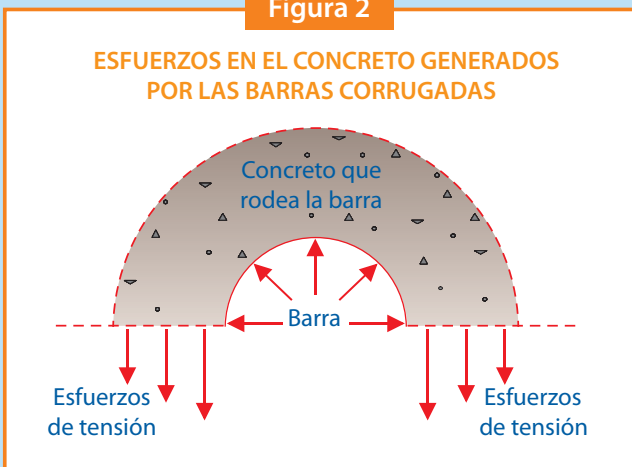 Figura 2
ESFUERZOS EN EL CONCRETO GENERADOS
POR LAS BARRAS CORRUGADAS
Concreto que
rodea la barra
Barra
Esfuerzos
de tensión
Esfuerzos
de tensión